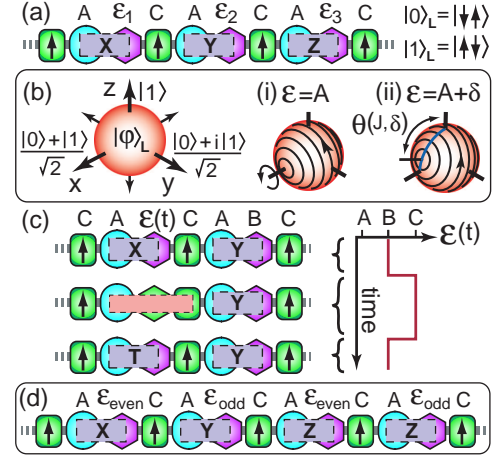 (a) A ε₁ C A ε₂ C A ε₃ C |0⟩L=|↓↑⟩
X Y Z |1⟩L=|↑↓⟩
(b) z |1⟩ (i) ε=A (ii) ε=A+δ
|φ⟩L θ(J,δ)
|0⟩+|1⟩ |0⟩+i|1⟩
√2 √2
x y
(c) C A ε(t) C A B C A B C ε(t)
X Y
Y
time
T Y
(d) A εeven C A εodd C A εeven C A εodd C
X Y Z Z